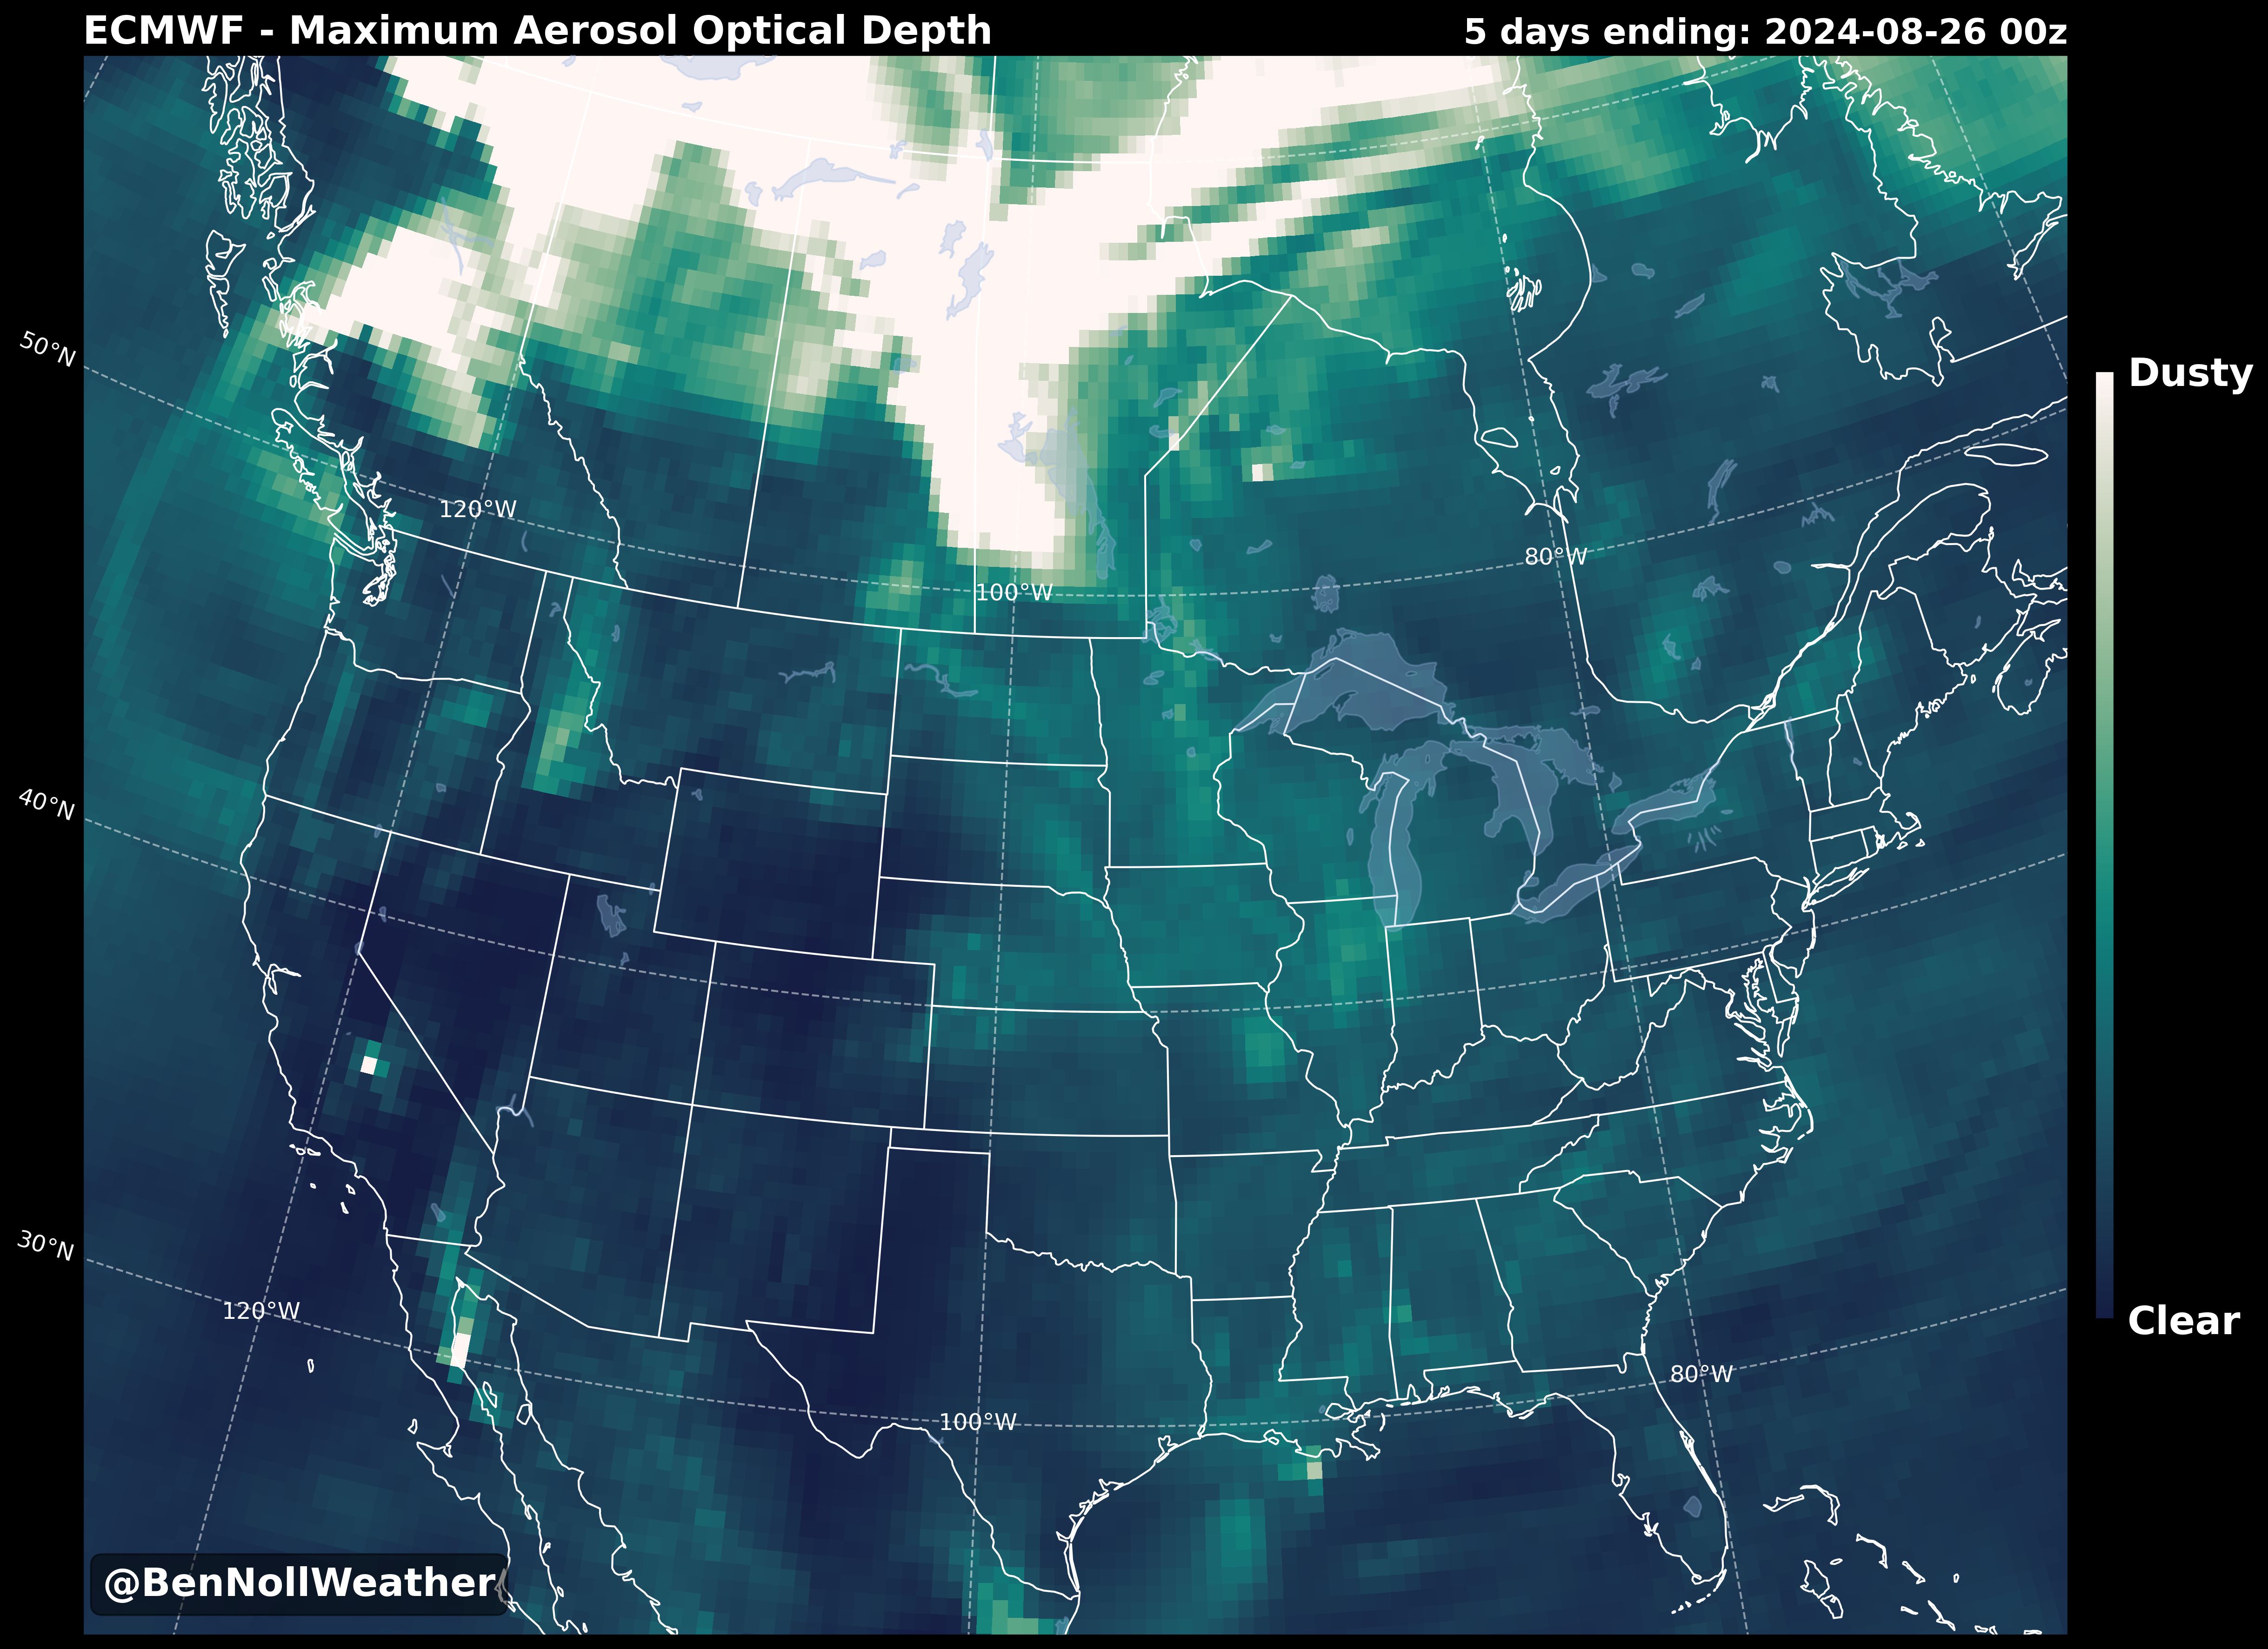 ECMWF - Maximum Aerosol Optical Depth
5 days ending: 2024-08-26 00z
50°N
Dusty
120°W
80°W
100°W
40°N
30°N
120°W
Clear
80°W
100°W
@BenNollWeather